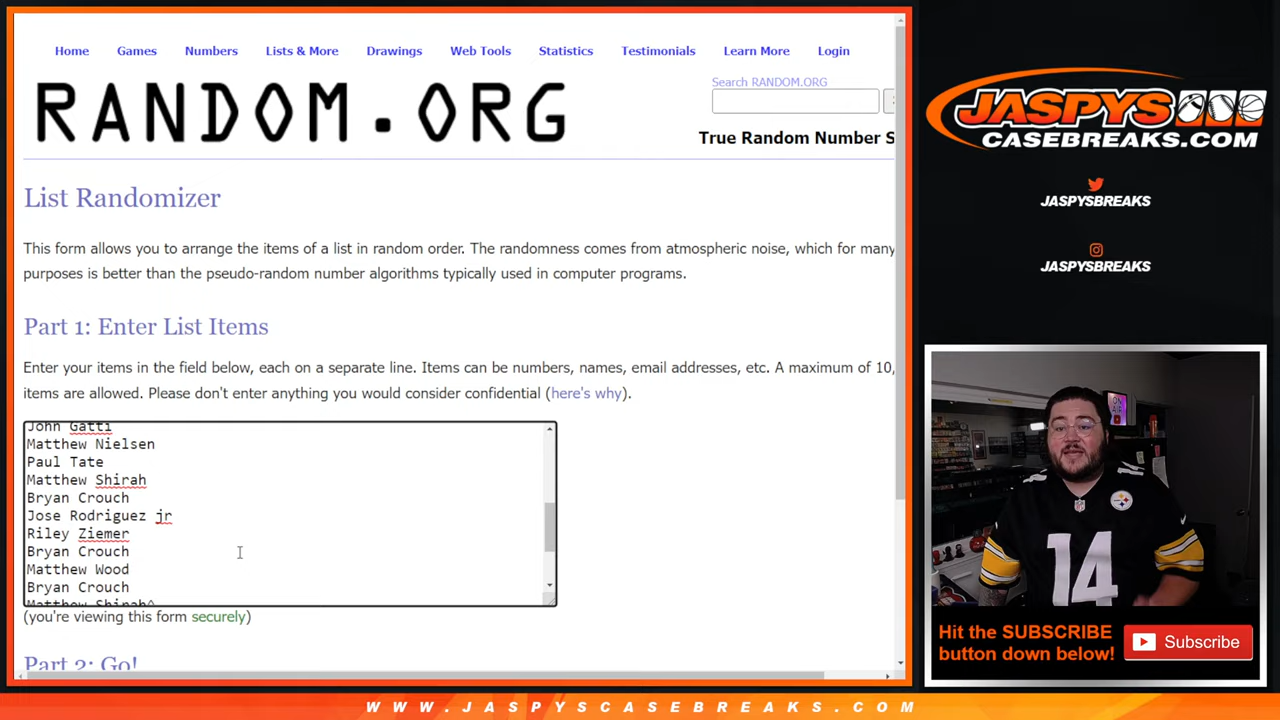 Home Games Numbers Lists & More Drawings Web Tools Statistics Testimonials Learn More Login
Search RANDOM.ORG
RANDOM.ORG
True Random Number S
List Randomizer
This form allows you to arrange the items of a list in random order. The randomness comes from atmospheric noise, which for many
purposes is better than the pseudo-random number algorithms typically used in computer programs.
Part 1: Enter List Items
Enter your items in the field below, each on a separate line. Items can be numbers, names, email addresses, etc. A maximum of 10,
items are allowed. Please don't enter anything you would consider confidential (here's why).
John Gatti
Matthew Nielsen
Paul Tate
Matthew Shirah
Bryan Crouch
Jose Rodriguez jr
Riley Ziemer
Bryan Crouch
Matthew Wood
Bryan Crouch
Matthew Shirah^
(you're viewing this form securely)
Part 2: Go!
JASPYS
CASEBREAKS.COM
JASPYSBREAKS
JASPYSBREAKS
ON AIR
14
Hit the SUBSCRIBE
button down below!
Subscribe
WWW.JASPYSCASEBREAKS.COM